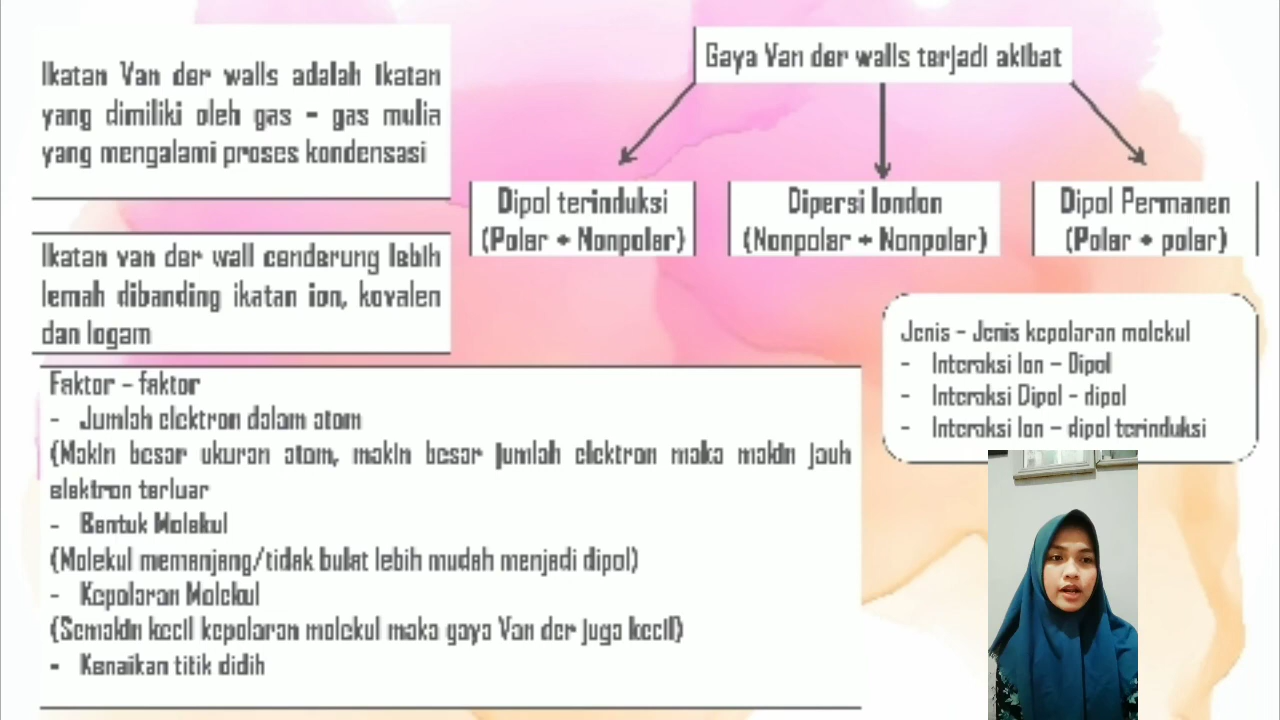 Ikatan Van der walls adalah Ikatan
yang dimiliki oleh gas - gas mulia
yang mengalami proses kondensasi
Ikatan van der wall cenderung lebih
lemah dibanding ikatan ion, kovalen
dan logam
Gaya Van der walls terjadi akibat
Dipol terinduksi
(Polar + Nonpolar)
Dipersi london
(Nonpolar + Nonpolar)
Dipol Permanen
(Polar + polar)
Jenis – Jenis kepolaran molekul
- Interaksi Ion – Dipol
- Interaksi Dipol - dipol
- Interaksi Ion – dipol terinduksi
Faktor – faktor
- Jumlah elektron dalam atom
(Makin besar ukuran atom, makin besar jumlah elektron maka makin jauh
elektron terluar
- Bentuk Molekul
(Molekul memanjang/tidak bulat lebih mudah menjadi dipol)
- Kepolaran Molekul
(Semakin kecil kepolaran molekul maka gaya Van der juga kecil)
- Kenaikan titik didih